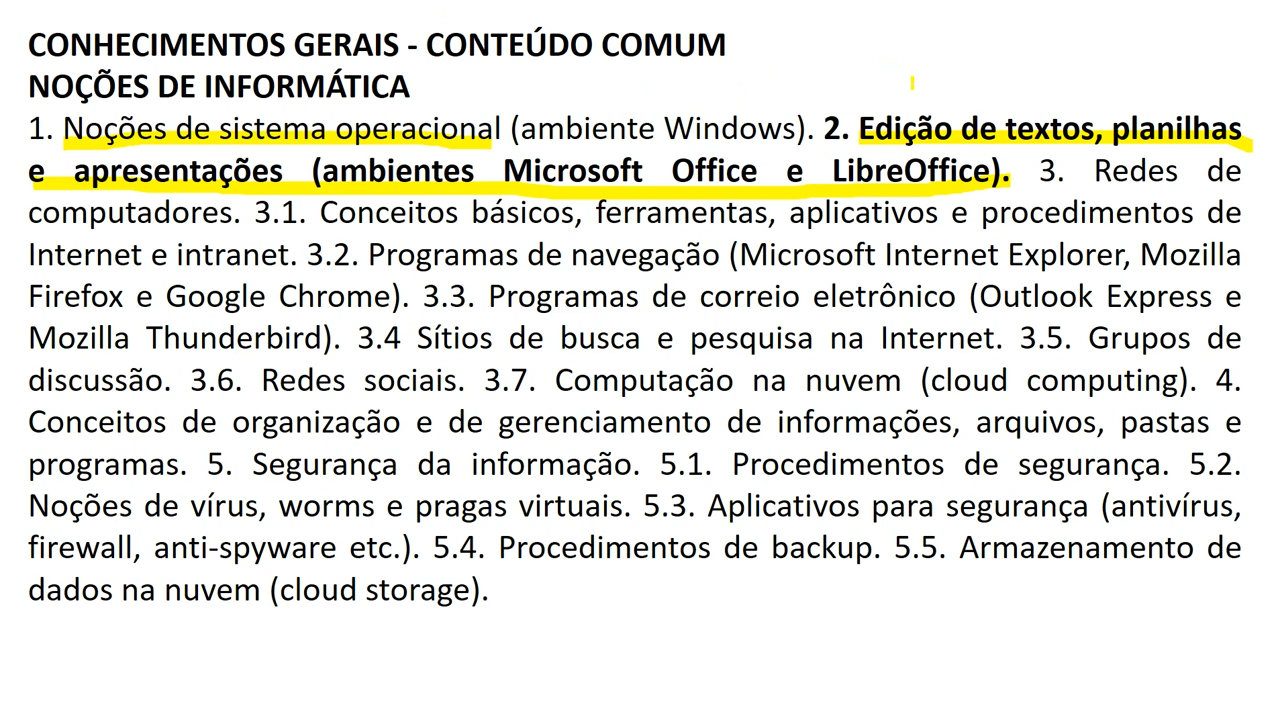 CONHECIMENTOS GERAIS - CONTEÚDO COMUM
NOÇÕES DE INFORMÁTICA
1. Noções de sistema operacional (ambiente Windows). 2. Edição de textos, planilhas
e apresentações (ambientes Microsoft Office e LibreOffice). 3. Redes de
computadores. 3.1. Conceitos básicos, ferramentas, aplicativos e procedimentos de
Internet e intranet. 3.2. Programas de navegação (Microsoft Internet Explorer, Mozilla
Firefox e Google Chrome). 3.3. Programas de correio eletrônico (Outlook Express e
Mozilla Thunderbird). 3.4 Sítios de busca e pesquisa na Internet. 3.5. Grupos de
discussão. 3.6. Redes sociais. 3.7. Computação na nuvem (cloud computing). 4.
Conceitos de organização e de gerenciamento de informações, arquivos, pastas e
programas. 5. Segurança da informação. 5.1. Procedimentos de segurança. 5.2.
Noções de vírus, worms e pragas virtuais. 5.3. Aplicativos para segurança (antivírus,
firewall, anti-spyware etc.). 5.4. Procedimentos de backup. 5.5. Armazenamento de
dados na nuvem (cloud storage).